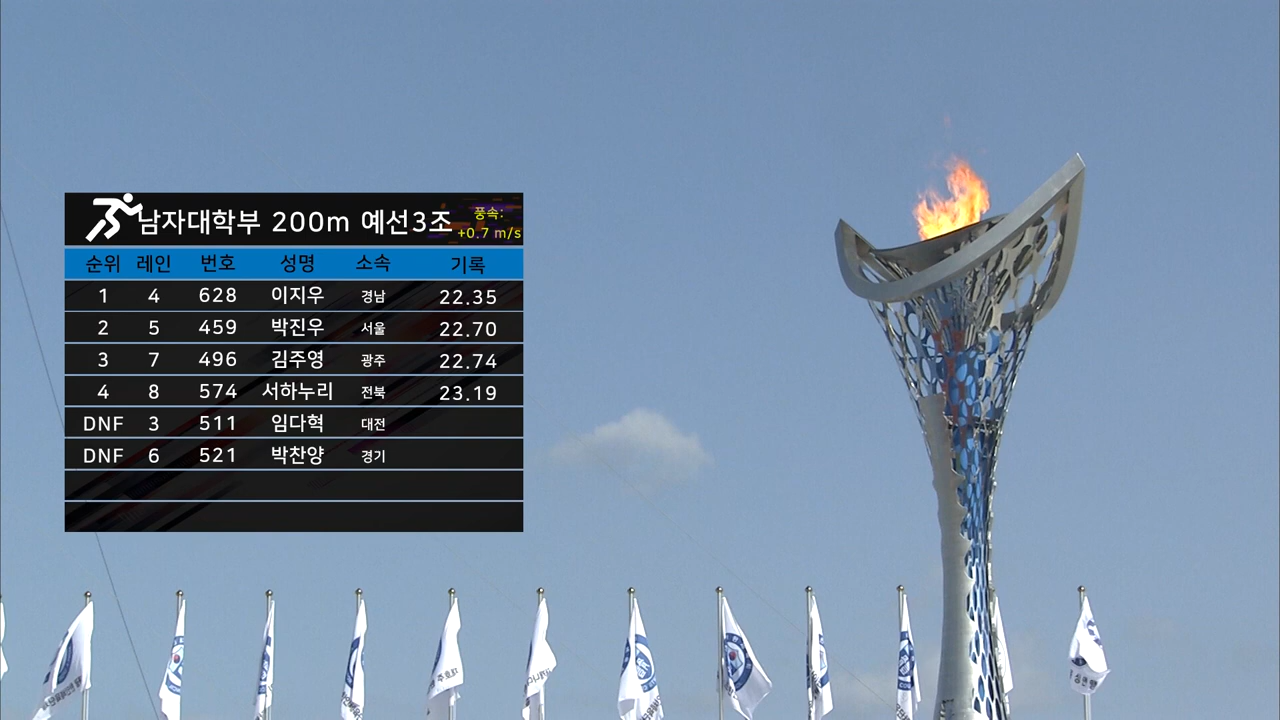 남자대학부 200m 예선3조 풍속: +0.7 m/s
순위 레인 번호 성명 소속 기록
1 4 628 이지우 경남 22.35
2 5 459 박진우 서울 22.70
3 7 496 김주영 광주 22.74
4 8 574 서하누리 전북 23.19
DNF 3 511 임다혁 대전
DNF 6 521 박찬양 경기